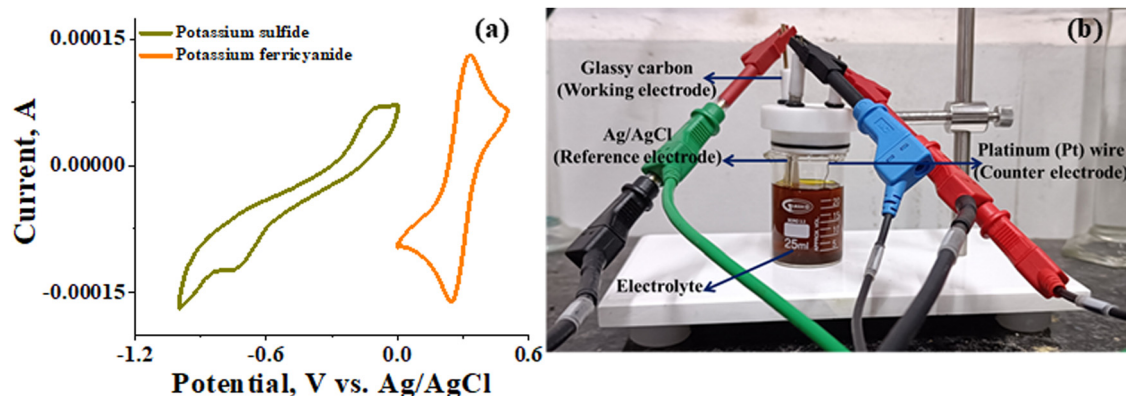 Potassium sulfide
Potassium ferricyanide
(a)
0.00015
0.00000
-0.00015
Current, A
-1.2
-0.6
0.0
0.6
Potential, V vs. Ag/AgCl
(b)
Glassy carbon
(Working electrode)
Ag/AgCl
(Reference electrode)
Platinum (Pt) wire
(Counter electrode)
25ml
Electrolyte